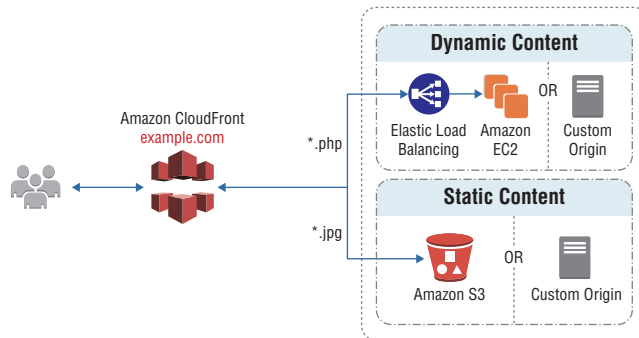 Dynamic Content
Amazon CloudFront
example.com
*.php
Elastic Load
Balancing
Amazon
EC2
OR
Custom
Origin
Static Content
*.jpg
Amazon S3
OR
Custom Origin